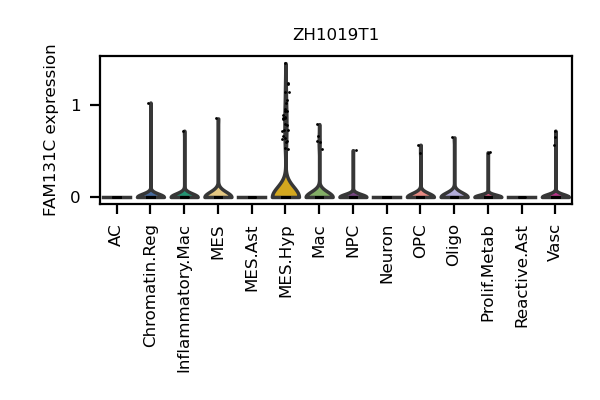 ZH1019T1
FAM131C expression
1
0
AC
Chromatin.Reg
Inflammatory.Mac
MES
MES.Ast
MES.Hyp
Mac
NPC
Neuron
OPC
Oligo
Prolif.Metab
Reactive.Ast
Vasc